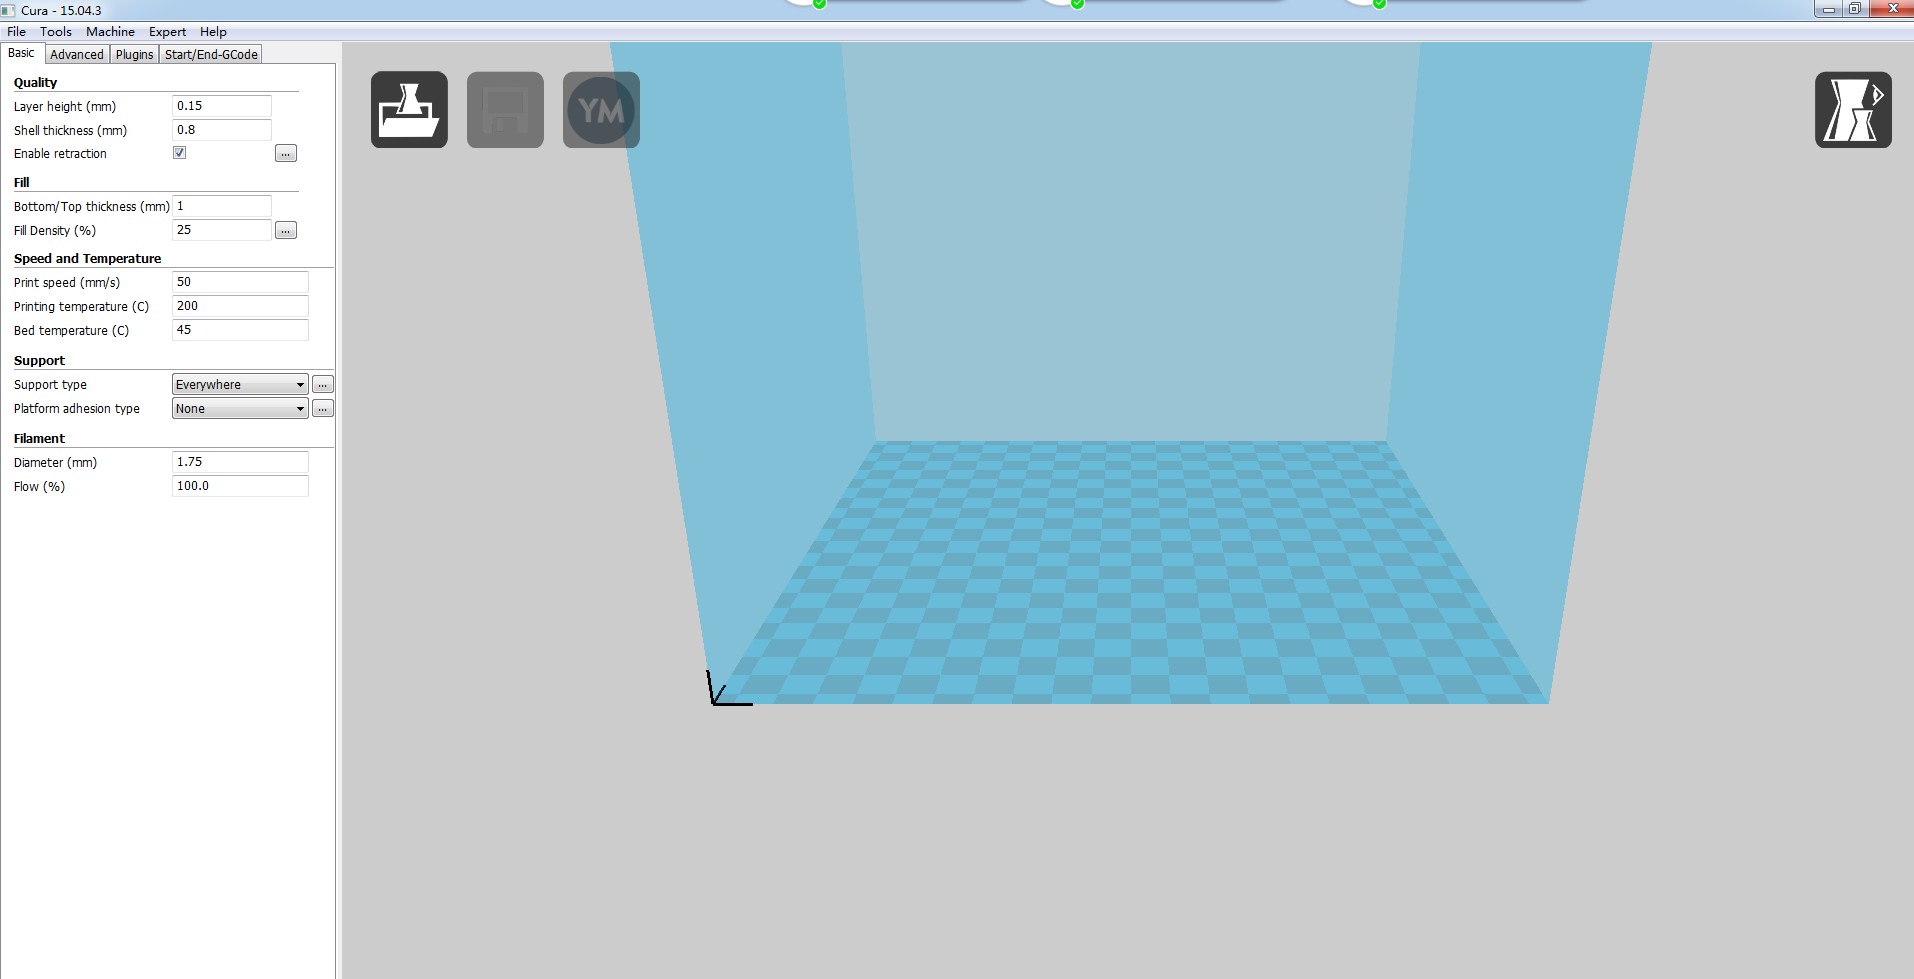 Cura - 15.04.3
File Tools Machine Expert Help
Basic Advanced Plugins Start/End-GCode
Quality
Layer height (mm) 0.15
Shell thickness (mm) 0.8
Enable retraction ...
Fill
Bottom/Top thickness (mm) 1
Fill Density (%) 25 ...
Speed and Temperature
Print speed (mm/s) 50
Printing temperature (C) 200
Bed temperature (C) 45
Support
Support type Everywhere ...
Platform adhesion type None ...
Filament
Diameter (mm) 1.75
Flow (%) 100.0
YM